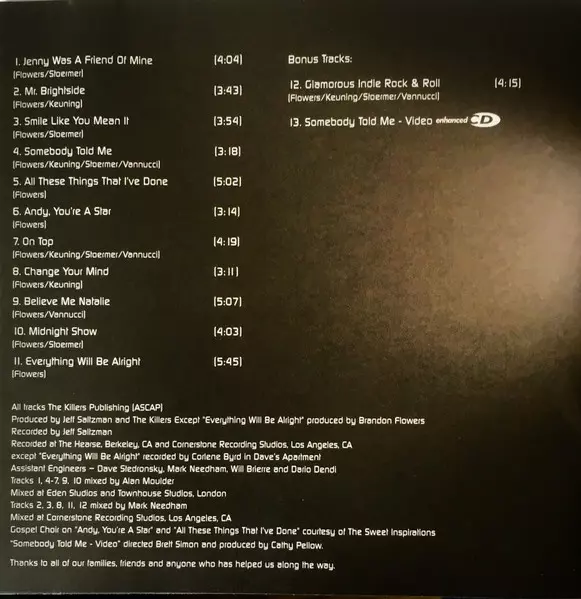 1. Jenny Was A Friend Of Mine (4:04)
(Flowers/Stoermer)
2. Mr. Brightside (3:43)
(Flowers/Keuning)
3. Smile Like You Mean It (3:54)
(Flowers/Stoermer)
4. Somebody Told Me (3:18)
(Flowers/Keuning/Stoermer/Vannucci)
5. All These Things That I've Done (5:02)
(Flowers)
6. Andy, You're A Star (3:14)
(Flowers)
7. On Top (4:19)
(Flowers/Keuning/Stoermer/Vannucci)
8. Change Your Mind (3:11)
(Flowers/Keuning)
9. Believe Me Natalie (5:07)
(Flowers/Vannucci)
10. Midnight Show (4:03)
(Flowers/Stoermer)
11. Everything Will Be Alright (5:45)
(Flowers)
Bonus Tracks:
12. Glamorous Indie Rock & Roll (4:15)
(Flowers/Keuning/Stoermer/Vannucci)
13. Somebody Told Me - Video enhanced CD
All tracks The Killers Publishing (ASCAP)
Produced by Jeff Saltzman and The Killers Except "Everything Will Be Alright" produced by Brandon Flowers
Recorded by Jeff Saltzman
Recorded at The Hearse, Berkeley, CA and Cornerstone Recording Studios, Los Angeles, CA
except "Everything Will Be Alright" recorded by Corlene Byrd in Dave's Apartment
Assistant Engineers – Dave Stedronsky, Mark Needham, Will Brierre and Dario Dendi
Tracks 1, 4-7, 9, 10 mixed by Alan Moulder
Mixed at Eden Studios and Townhouse Studios, London
Tracks 2, 3, 8, 11, 12 mixed by Mark Needham
Mixed at Cornerstone Recording Studios, Los Angeles, CA
Gospel Choir on "Andy, You're A Star" and "All These Things That I've Done" courtesy of The Sweet Inspirations
"Somebody Told Me - Video" directed Brett Simon and produced by Cathy Pellow.
Thanks to all of our families, friends and anyone who has helped us along the way.